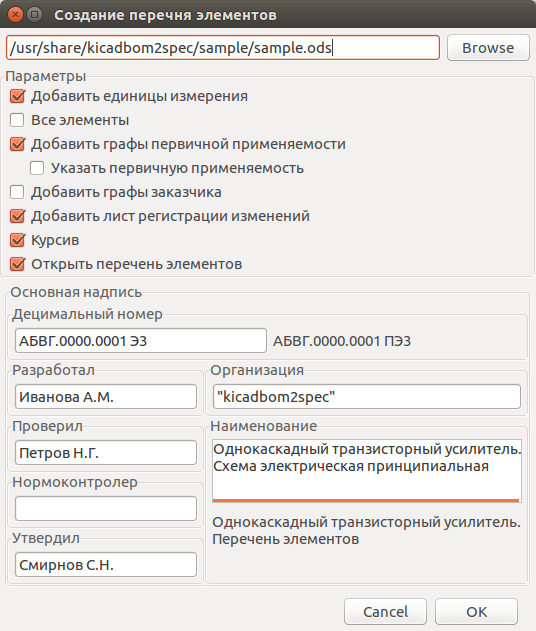 Создание перечня элементов
/usr/share/kicadbom2spec/sample/sample.ods
Browse
Параметры
Добавить единицы измерения
Все элементы
Добавить графы первичной применяемости
Указать первичную применяемость
Добавить графы заказчика
Добавить лист регистрации изменений
Курсив
Открыть перечень элементов
Основная надпись
Децимальный номер
АБВГ.0000.0001 Э3
АБВГ.0000.0001 ПЭ3
Разработал
Иванова А.М.
Организация
"kicadbom2spec"
Проверил
Петров Н.Г.
Наименование
Однокаскадный транзисторный усилитель.
Схема электрическая принципиальная
Нормоконтролер
Однокаскадный транзисторный усилитель.
Перечень элементов
Утвердил
Смирнов С.Н.
Cancel
OK